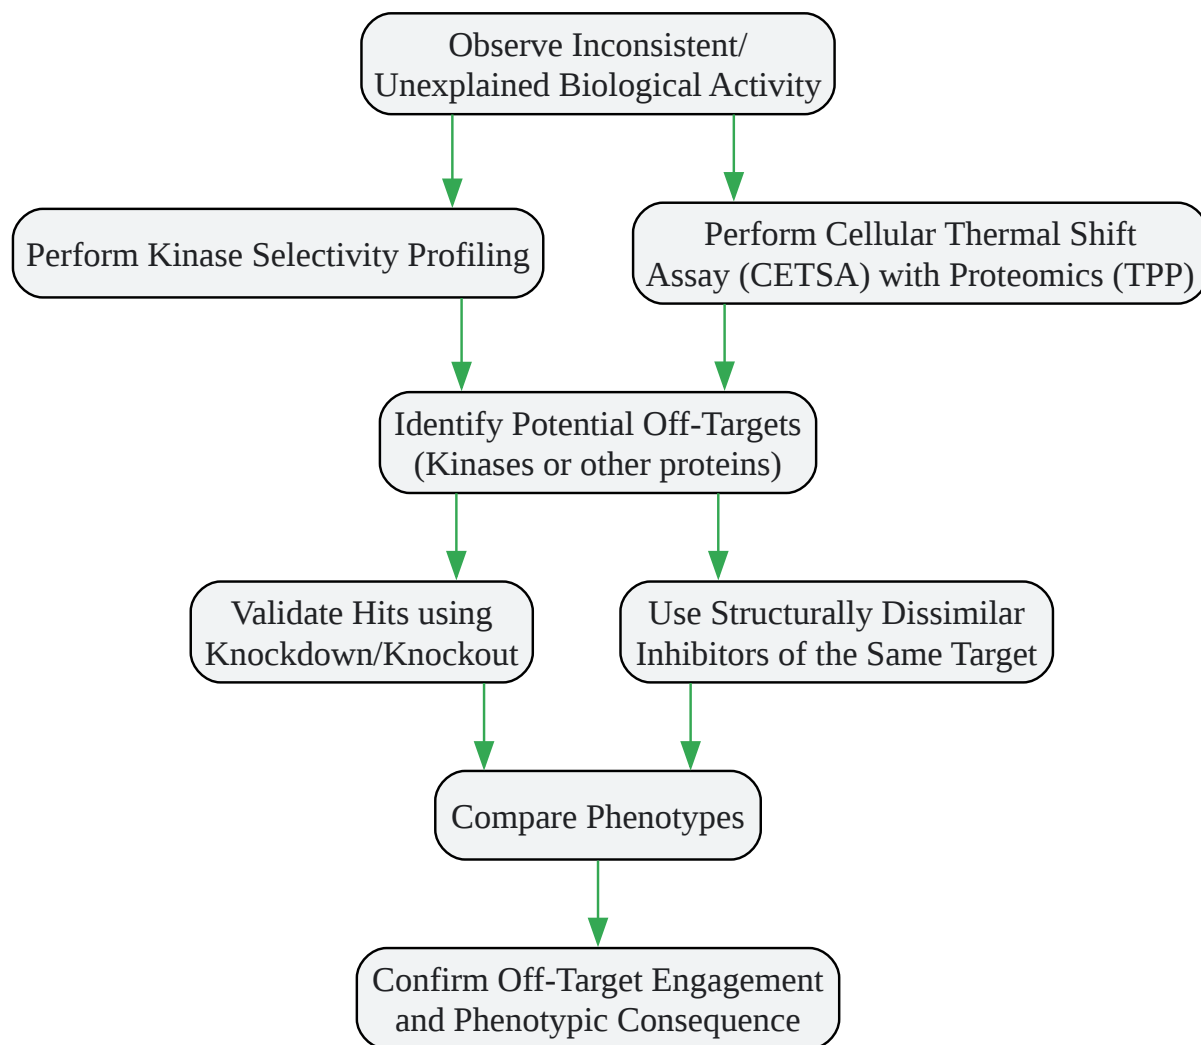 Observe Inconsistent/
Unexplained Biological Activity
Perform Kinase Selectivity Profiling
Perform Cellular Thermal Shift
Assay (CETSA) with Proteomics (TPP)
Identify Potential Off-Targets
(Kinases or other proteins)
Validate Hits using
Knockdown/Knockout
Use Structurally Dissimilar
Inhibitors of the Same Target
Compare Phenotypes
Confirm Off-Target Engagement
and Phenotypic Consequence